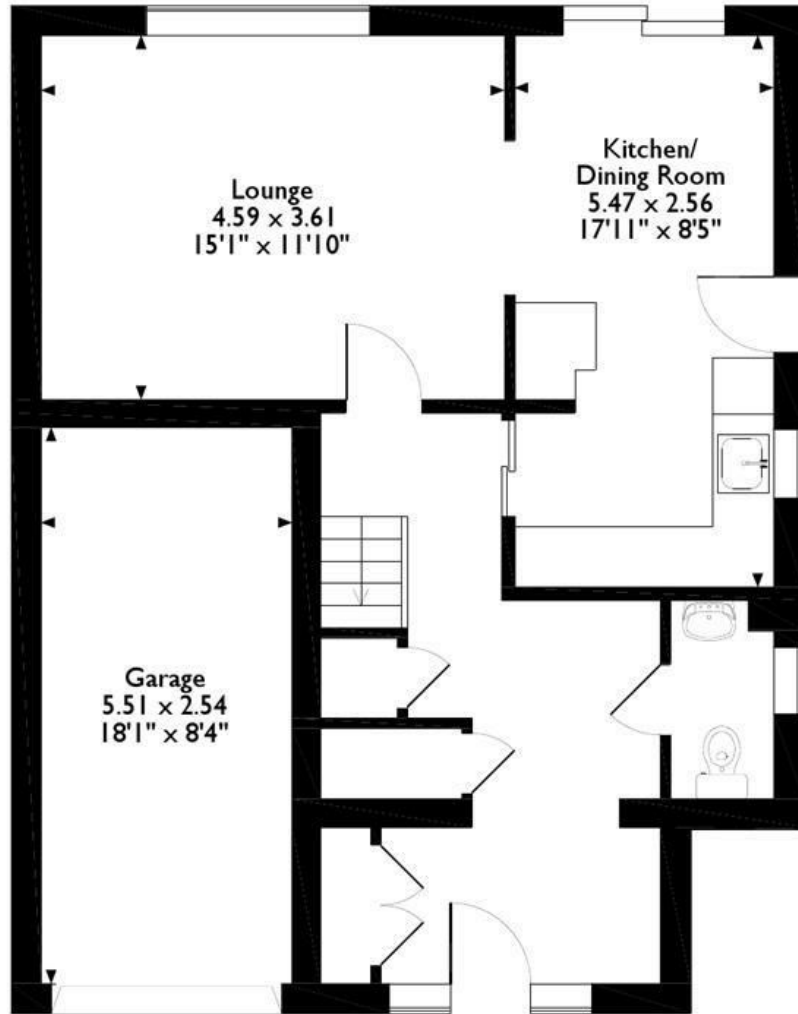 Lounge
4.59 x 3.61
15'1" x 11'10"
Kitchen/
Dining Room
5.47 x 2.56
17'11" x 8'5"
Garage
5.51 x 2.54
18'1" x 8'4"